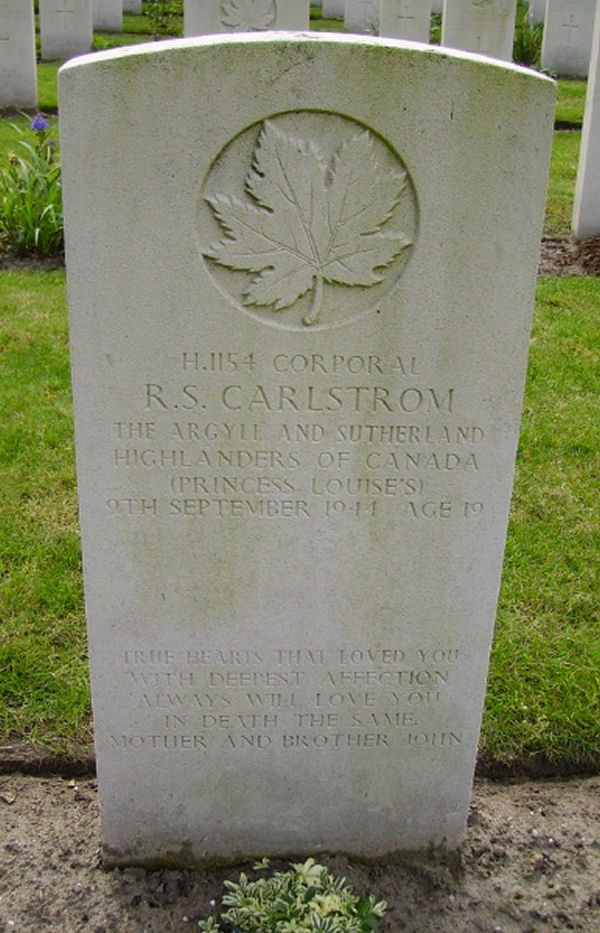 H.1154 CORPORAL
R.S. CARLSTROM
THE ARGYLL AND SUTHERLAND
HIGHLANDERS OF CANADA
(PRINCESS LOUISE'S)
9TH SEPTEMBER 1944 AGE 19
TRUE HEARTS THAT LOVED YOU
WITH DEEPEST AFFECTION
ALWAYS WILL LOVE YOU
IN DEATH THE SAME.
MOTHER AND BROTHER JOHN